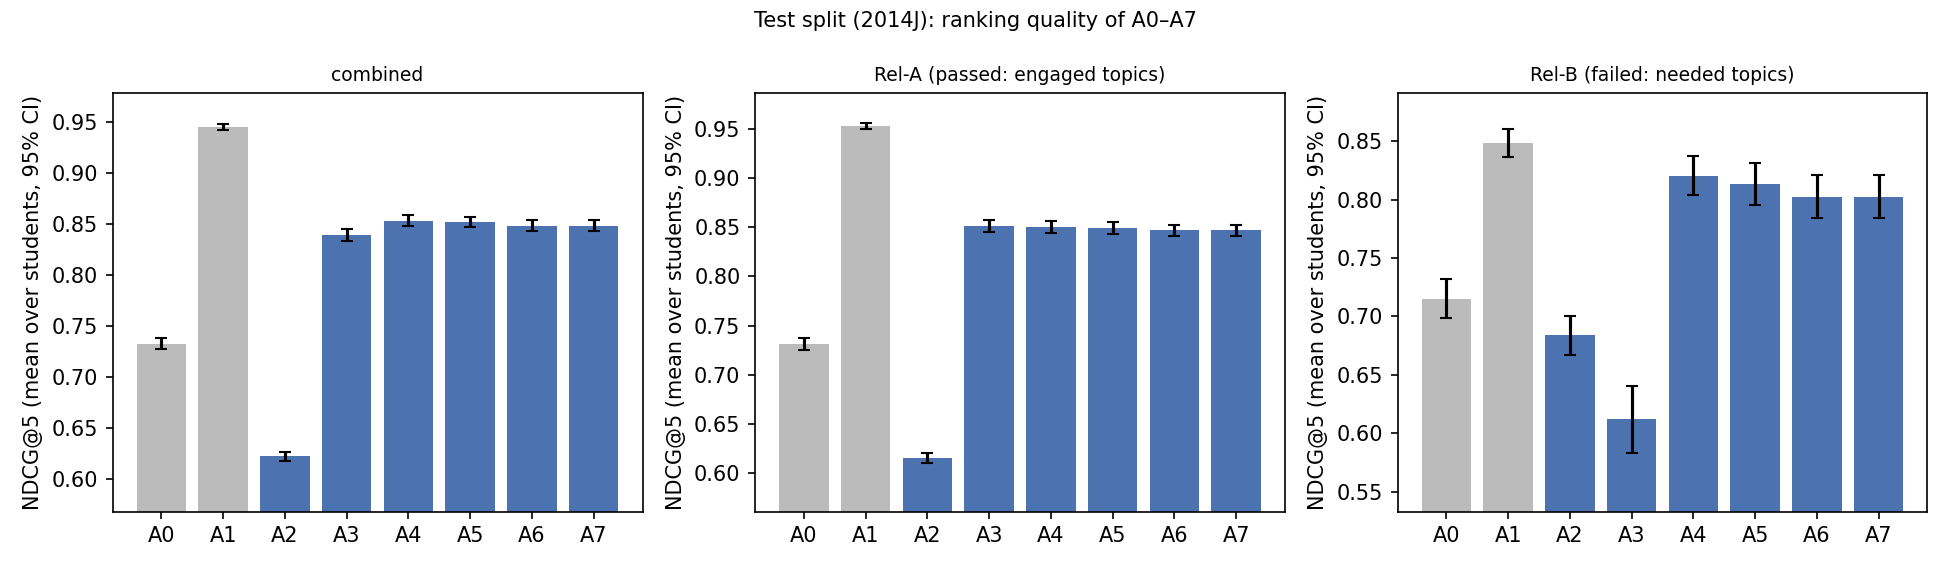 Test split (2014J): ranking quality of A0–A7
combined
NDCG@5 (mean over students, 95% CI)
0.95
0.90
0.85
0.80
0.75
0.70
0.65
0.60
A0 A1 A2 A3 A4 A5 A6 A7
Rel-A (passed: engaged topics)
NDCG@5 (mean over students, 95% CI)
0.95
0.90
0.85
0.80
0.75
0.70
0.65
0.60
A0 A1 A2 A3 A4 A5 A6 A7
Rel-B (failed: needed topics)
NDCG@5 (mean over students, 95% CI)
0.85
0.80
0.75
0.70
0.65
0.60
0.55
A0 A1 A2 A3 A4 A5 A6 A7